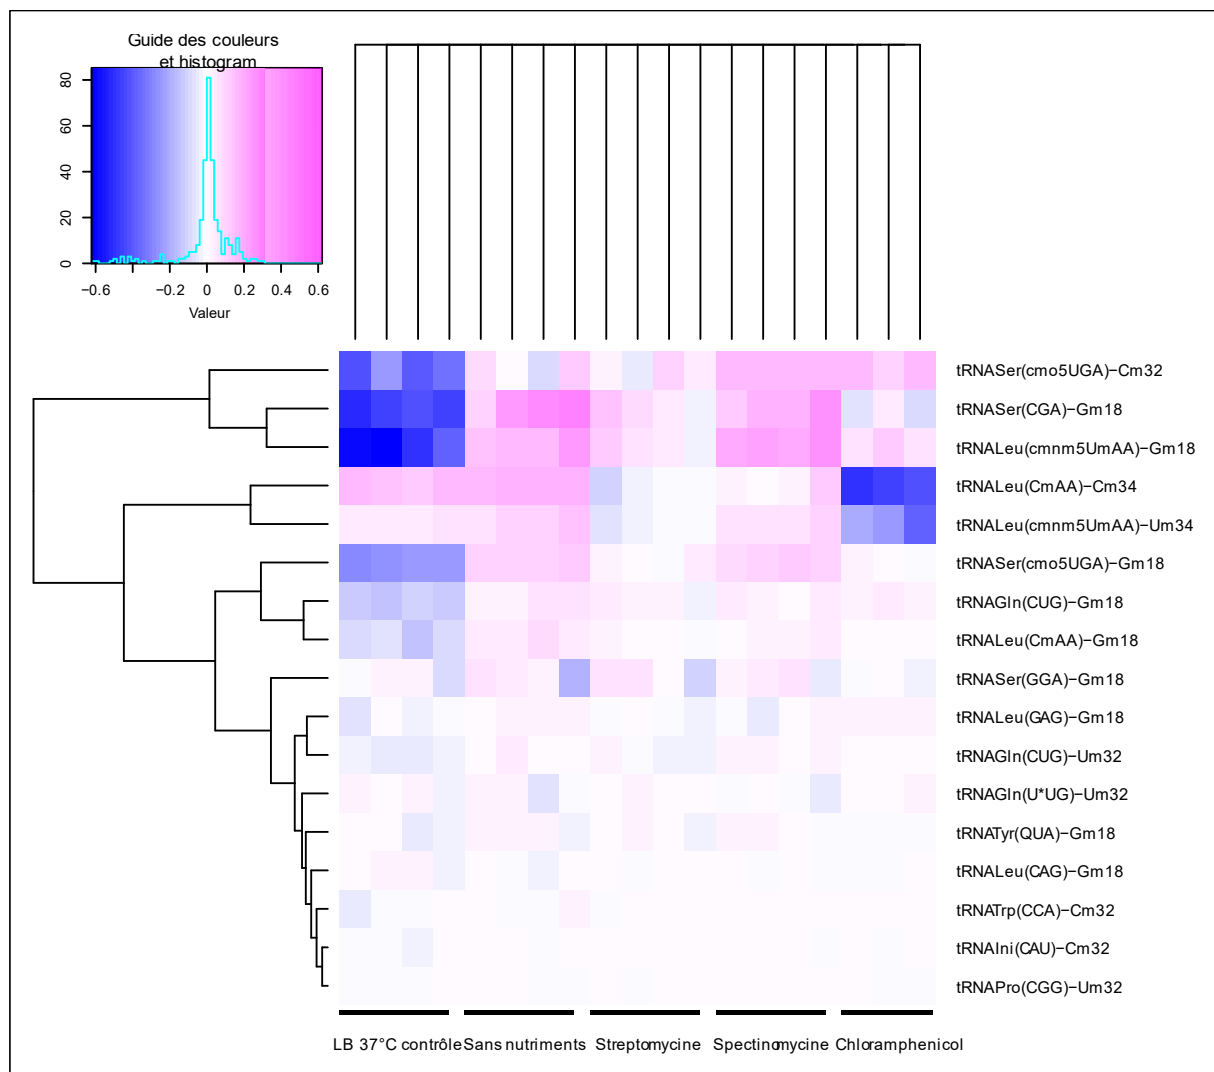 Guide des couleurs
et histogram
80
60
40
20
0
−0.6 −0.2 0 0.2 0.4 0.6
Valeur
tRNASer(cmo5UGA)−Cm32
tRNASer(CGA)−Gm18
tRNALeu(cmnm5UmAA)−Gm18
tRNALeu(CmAA)−Cm34
tRNALeu(cmnm5UmAA)−Um34
tRNASer(cmo5UGA)−Gm18
tRNAGln(CUG)−Gm18
tRNALeu(CmAA)−Gm18
tRNASer(GGA)−Gm18
tRNALeu(GAG)−Gm18
tRNAGln(CUG)−Um32
tRNAGln(U*UG)−Um32
tRNATyr(QUA)−Gm18
tRNALeu(CAG)−Gm18
tRNATrp(CCA)−Cm32
tRNAIni(CAU)−Cm32
tRNAPro(CGG)−Um32
LB 37°C contrôle Sans nutriments Streptomycine Spectinomycine Chloramphenicol